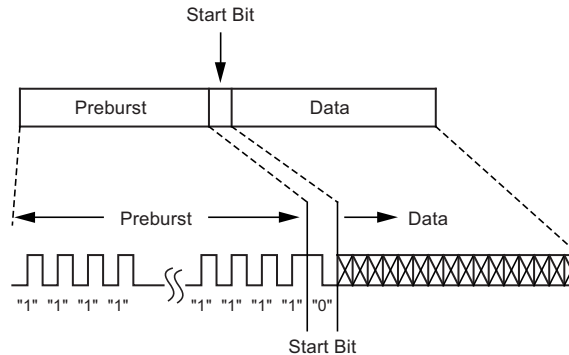 Start Bit
Preburst Data
Preburst Data
"1" "1" "1" "1" "1" "1" "1" "1" "0"
Start Bit